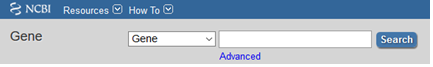 NCBI Resources How To
Gene Gene Search
Advanced